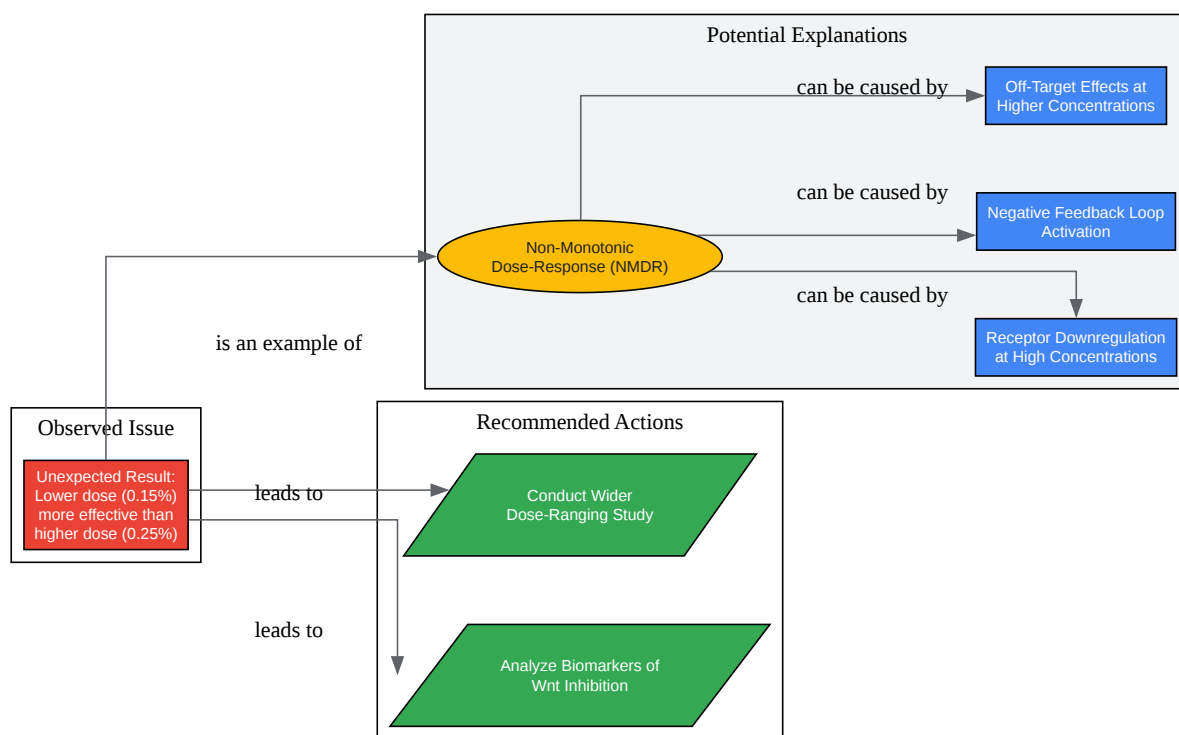 Potential Explanations
can be caused by
Off-Target Effects at
Higher Concentrations
can be caused by
Negative Feedback Loop
Activation
Non-Monotonic
Dose-Response (NMDR)
can be caused by
Receptor Downregulation
at High Concentrations
is an example of
Observed Issue
Unexpected Result:
Lower dose (0.15%)
more effective than
higher dose (0.25%)
Recommended Actions
leads to
Conduct Wider
Dose-Ranging Study
leads to
Analyze Biomarkers of
Wnt Inhibition